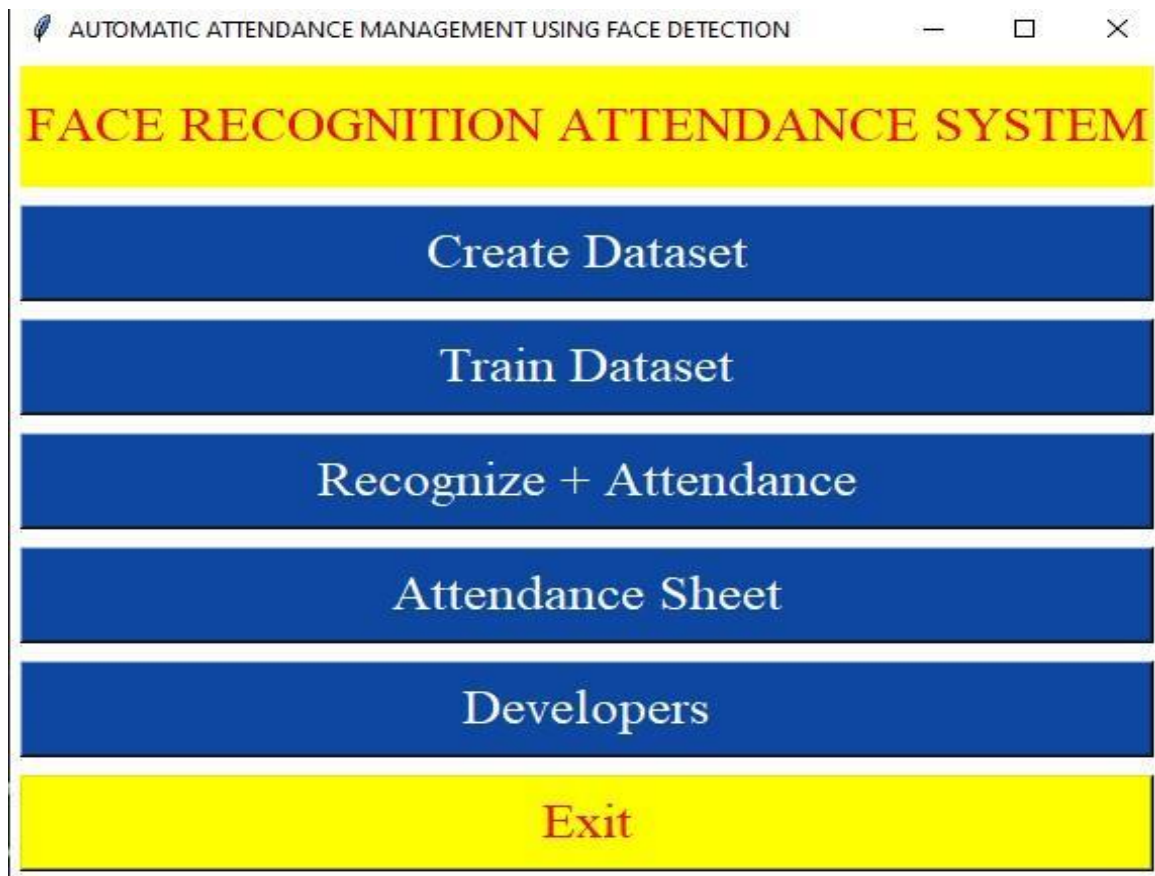 AUTOMATIC ATTENDANCE MANAGEMENT USING FACE DETECTION
FACE RECOGNITION ATTENDANCE SYSTEM
Create Dataset
Train Dataset
Recognize + Attendance
Attendance Sheet
Developers
Exit